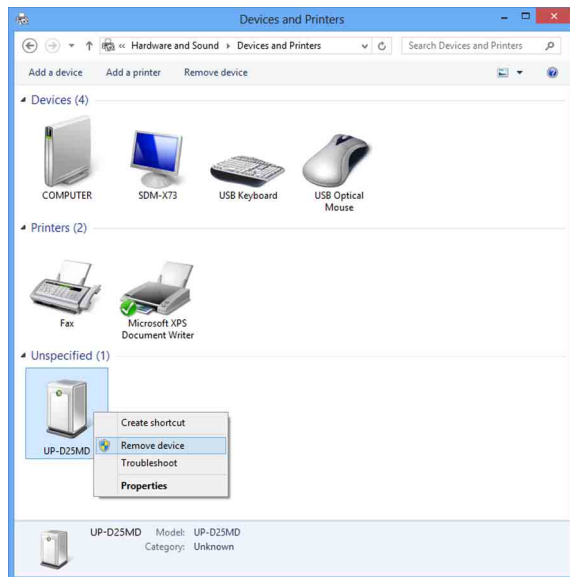 Devices and Printers
« Hardware and Sound Devices and Printers
Search Devices and Printers
Add a device Add a printer Remove device
Devices (4)
COMPUTER
SDM-X73
USB Keyboard
USB Optical
Mouse
Printers (2)
Fax
Microsoft XPS
Document Writer
Unspecified (1)
UP-D25MD
Create shortcut
Remove device
Troubleshoot
Properties
UP-D25MD Model: UP-D25MD
Category: Unknown